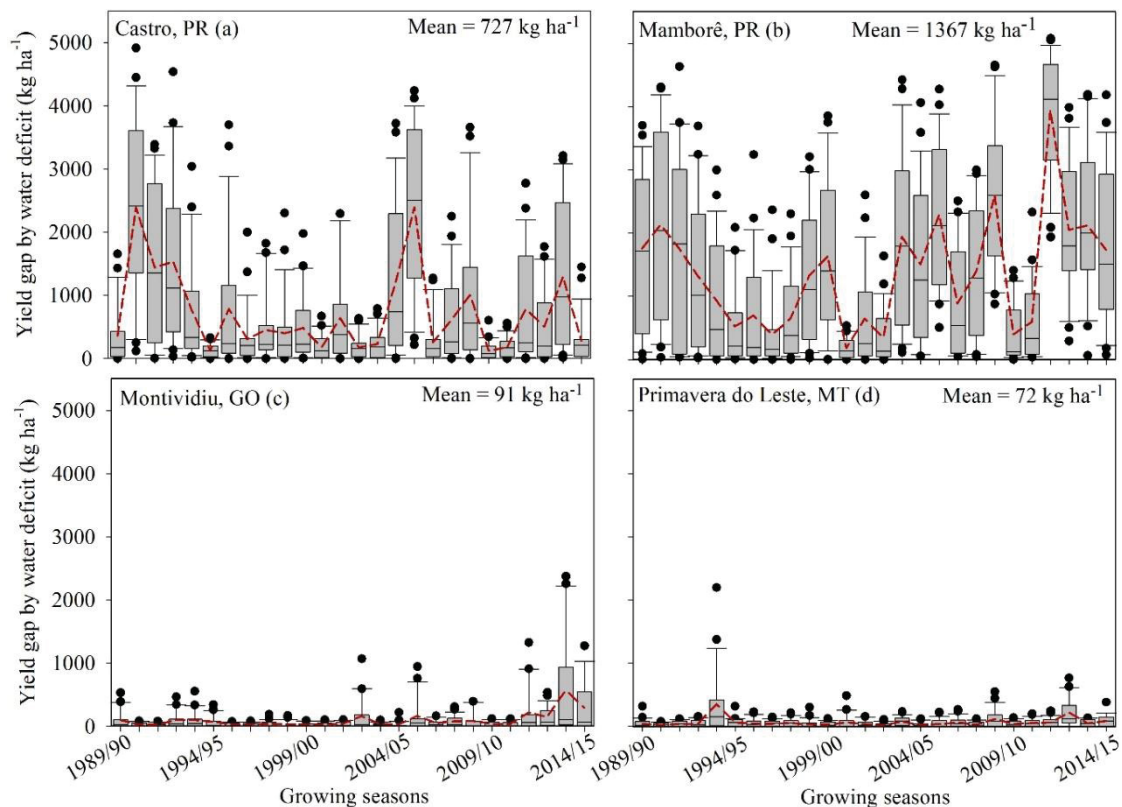 Castro, PR (a)
Mean = 727 kg ha⁻¹
Mamborê, PR (b)
Mean = 1367 kg ha⁻¹
Yield gap by water deficit (kg ha⁻¹)
5000
4000
3000
2000
1000
0
Montividiu, GO (c)
Mean = 91 kg ha⁻¹
Primavera do Leste, MT (d)
Mean = 72 kg ha⁻¹
Yield gap by water deficit (kg ha⁻¹)
5000
4000
3000
2000
1000
0
1989/90
1994/95
1999/00
2004/05
2009/10
2014/15
1989/90
1994/95
1999/00
2004/05
2009/10
2014/15
Growing seasons
Growing seasons